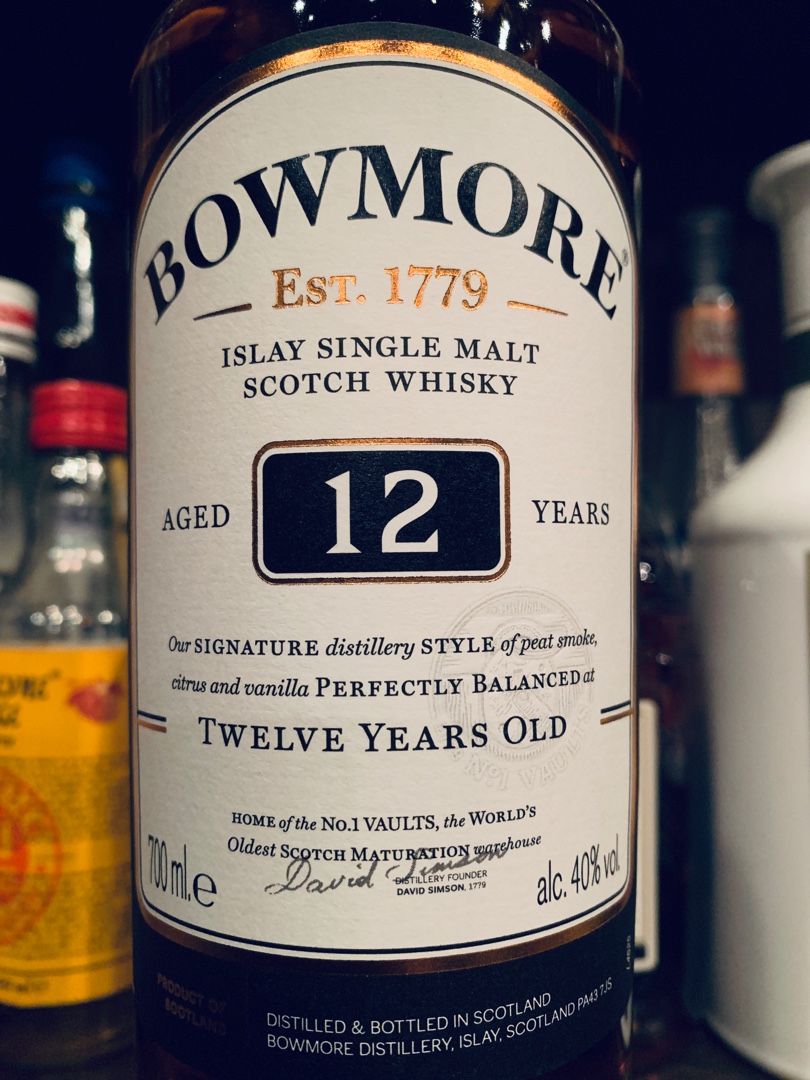 BOWMORE®
EST. 1779
ISLAY SINGLE MALT
SCOTCH WHISKY
AGED 12 YEARS
Our SIGNATURE distillery STYLE of peat smoke,
citrus and vanilla PERFECTLY BALANCED at
TWELVE YEARS OLD
No.1 VAULTS
HOME of the No.1 VAULTS, the WORLD'S
Oldest SCOTCH MATURATION warehouse
David Simson
DISTILLERY FOUNDER
DAVID SIMSON, 1779
700 ml.e
alc. 40% vol.
PRODUCT OF
SCOTLAND
DISTILLED & BOTTLED IN SCOTLAND
BOWMORE DISTILLERY, ISLAY, SCOTLAND PA43 7JS